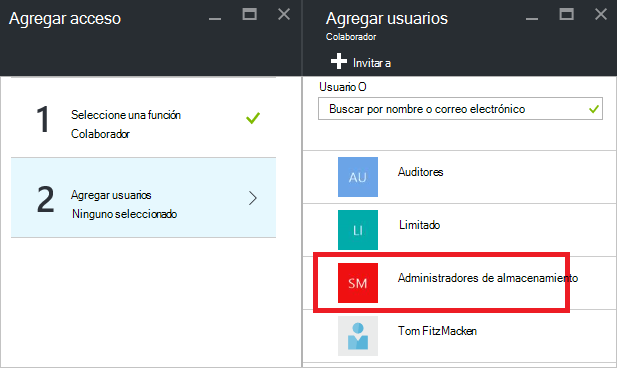 Agregar acceso
1
Seleccione una función
Colaborador
2
Agregar usuarios
Ninguno seleccionado
Agregar usuarios
Colaborador
Invitar a
Usuario O
Buscar por nombre o correo electrónico
AU
Auditores
LI
Limitado
SM
Administradores de almacenamiento
Tom FitzMacken